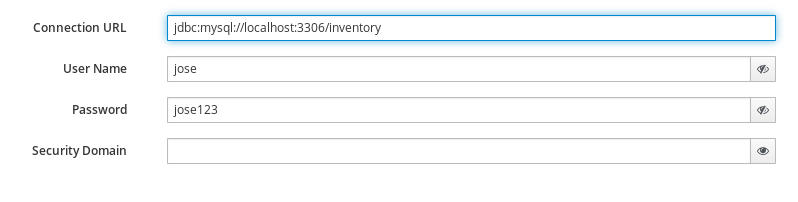 Connection URL jdbc:mysql://localhost:3306/inventory
User Name jose
Password jose123
Security Domain